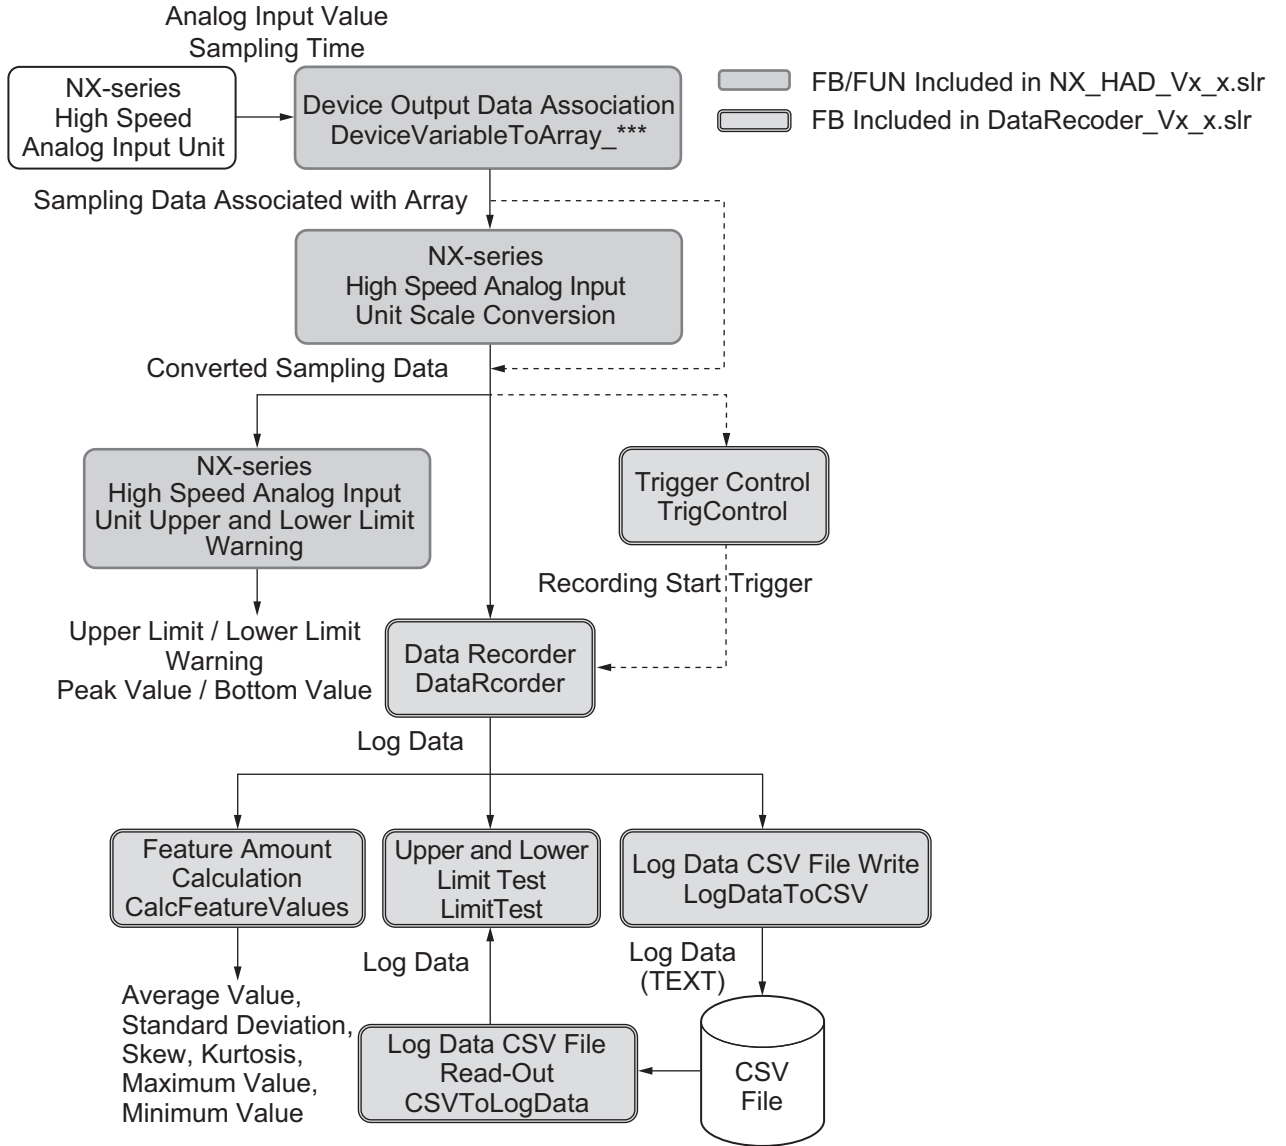 Analog Input Value
Sampling Time
NX-series
High Speed
Analog Input Unit
Device Output Data Association
DeviceVariableToArray_***
FB/FUN Included in NX_HAD_Vx_x.slr
FB Included in DataRecoder_Vx_x.slr
Sampling Data Associated with Array
NX-series
High Speed Analog Input
Unit Scale Conversion
Converted Sampling Data
NX-series
High Speed Analog Input
Unit Upper and Lower Limit
Warning
Trigger Control
TrigControl
Recording Start Trigger
Upper Limit / Lower Limit
Warning
Peak Value / Bottom Value
Data Recorder
DataRcorder
Log Data
Feature Amount
Calculation
CalcFeatureValues
Upper and Lower
Limit Test
LimitTest
Log Data CSV File Write
LogDataToCSV
Log Data
Log Data
(TEXT)
Average Value,
Standard Deviation,
Skew, Kurtosis,
Maximum Value,
Minimum Value
Log Data CSV File
Read-Out
CSVToLogData
CSV
File